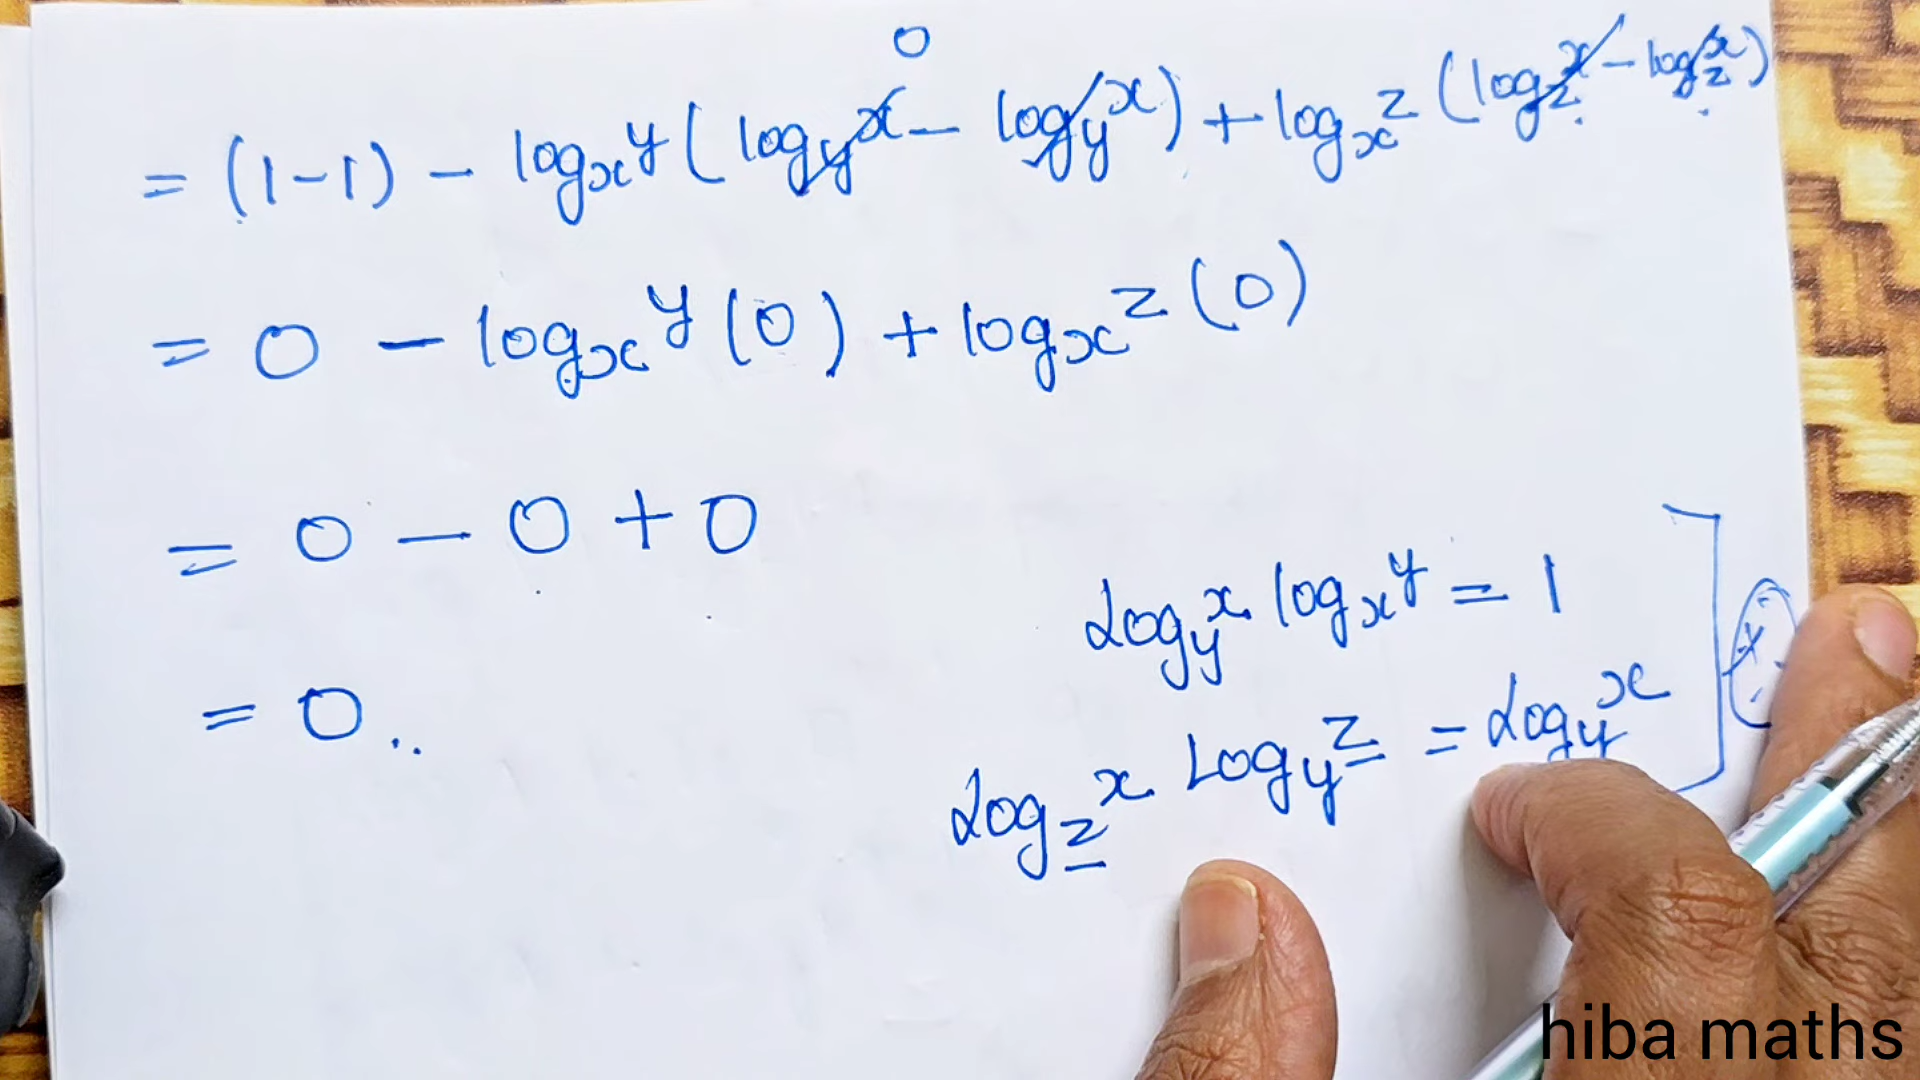 0
= (1-1) - log_x y ( log_y x - log_y x ) + log_x z ( log_z x - log_z x )
= 0 - log_x y (0) + log_x z (0)
= 0 - 0 + 0
= 0..
Log_y x log_x y = 1
Log_z x Log_y z = Log_y x
hiba maths